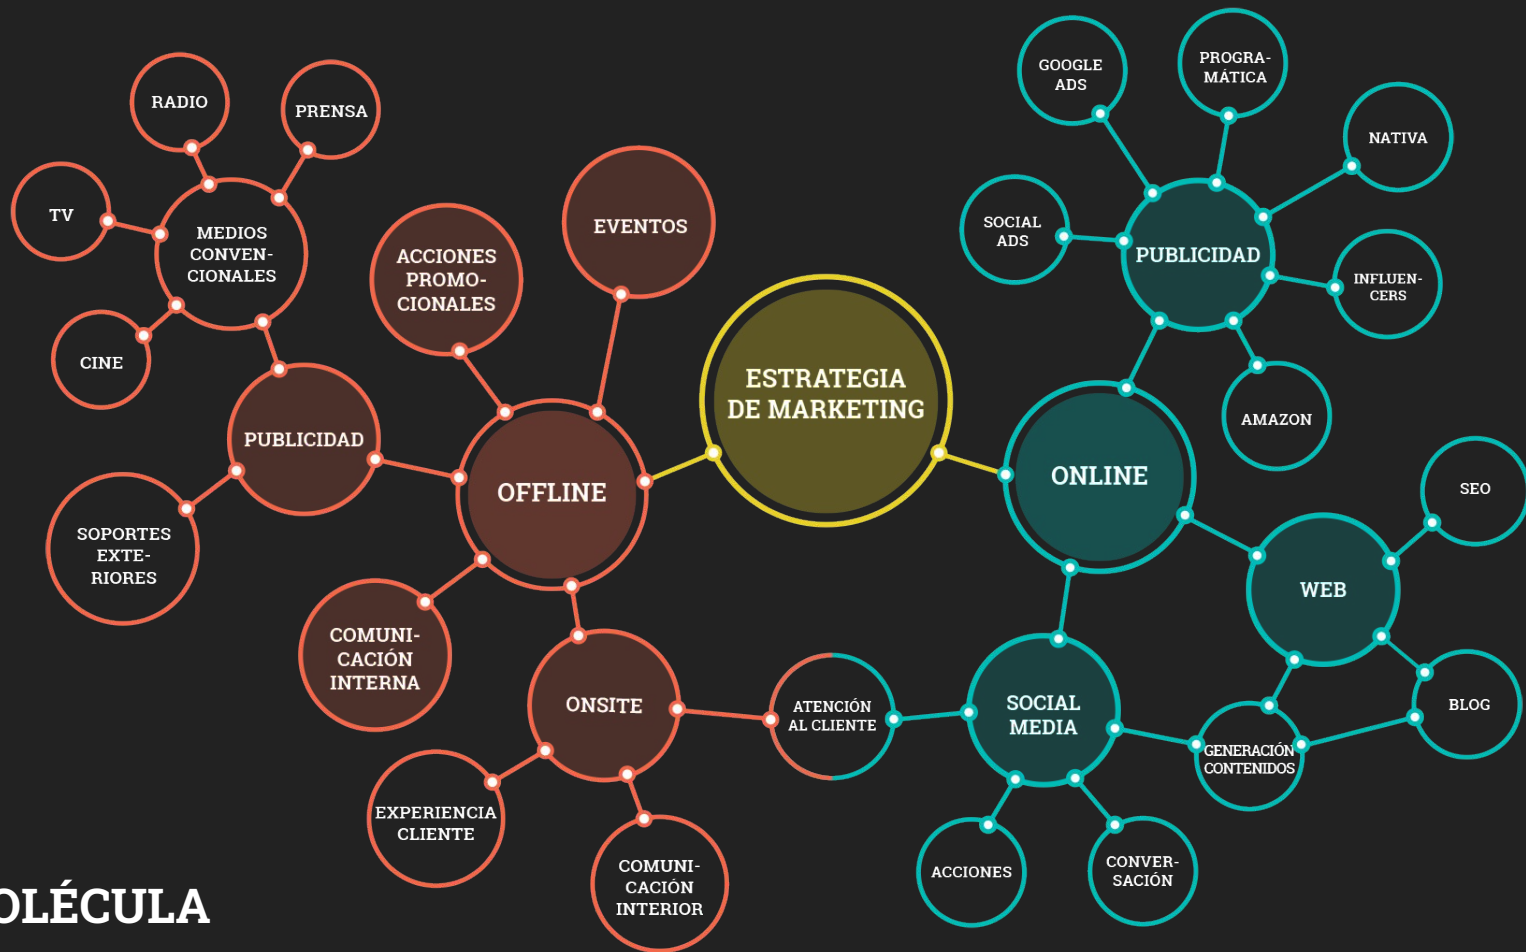 RADIO
PRENSA
TV
MEDIOS
CONVEN-
CIONALES
CINE
PUBLICIDAD
SOPORTES
EXTE-
RIORES
ACCIONES
PROMO-
CIONALES
EVENTOS
OFFLINE
COMUNI-
CACIÓN
INTERNA
ONSITE
EXPERIENCIA
CLIENTE
COMUNI-
CACIÓN
INTERIOR
ESTRATEGIA
DE MARKETING
ATENCIÓN
AL CLIENTE
ONLINE
GOOGLE
ADS
PROGRA-
MÁTICA
NATIVA
SOCIAL
ADS
PUBLICIDAD
INFLUEN-
CERS
AMAZON
SEO
WEB
BLOG
SOCIAL
MEDIA
GENERACIÓN
CONTENIDOS
ACCIONES
CONVER-
SACIÓN
OLÉCULA